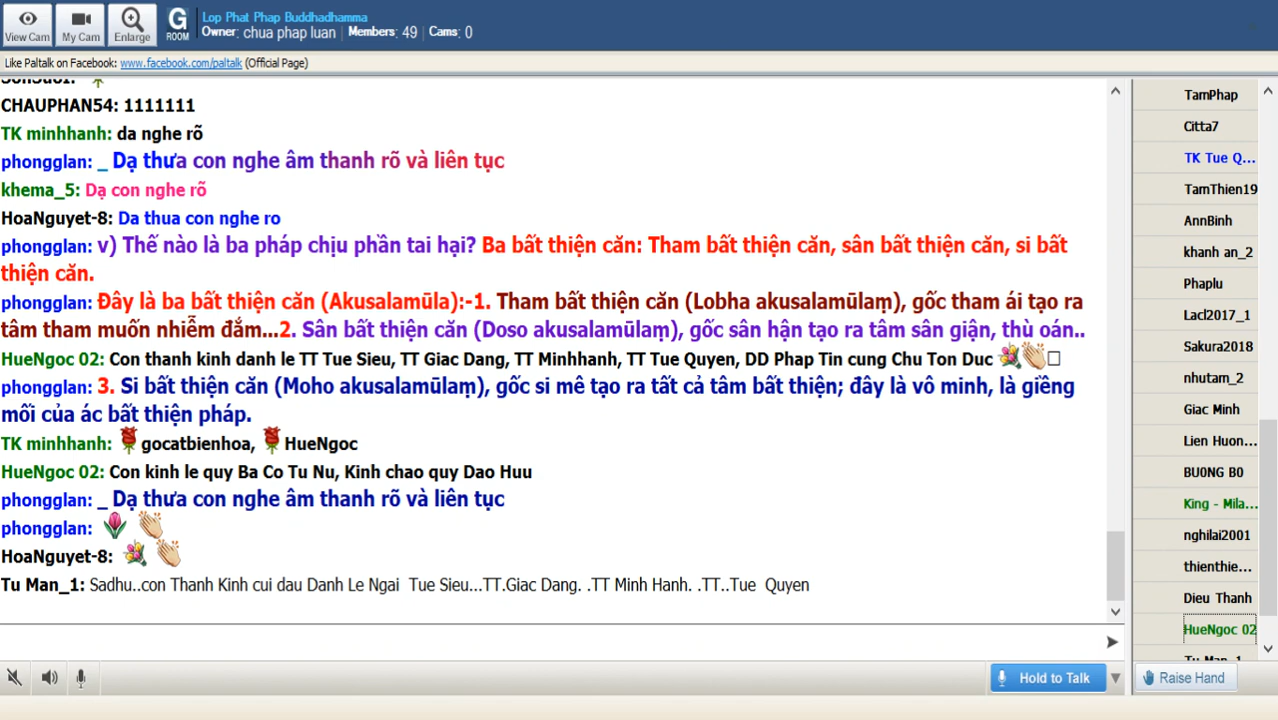 Lop Phat Phap Buddhadhamma
Owner: chua phap luan | Members: 49 | Cams: 0
View Cam
My Cam
Enlarge
G ROOM
Like Paltalk on Facebook: www.facebook.com/paltalk (Official Page)
CHAUPHAN54: 1111111
TK minhhanh: da nghe rõ
phongglan: _ Dạ thưa con nghe âm thanh rõ và liên tục
khema_5: Dạ con nghe rõ
HoaNguyet-8: Da thua con nghe ro
phongglan: v) Thế nào là ba pháp chịu phần tai hại? Ba bất thiện căn: Tham bất thiện căn, sân bất thiện căn, si bất
thiện căn.
phongglan: Đây là ba bất thiện căn (Akusalamūla):-1. Tham bất thiện căn (Lobha akusalamūlaṃ), gốc tham ái tạo ra
tâm tham muốn nhiễm đắm...2. Sân bất thiện căn (Doso akusalamūlaṃ), gốc sân hận tạo ra tâm sân giận, thù oán..
HueNgoc 02: Con thanh kinh danh le TT Tue Sieu, TT Giac Dang, TT Minhhanh, TT Tue Quyen, DD Phap Tin cung Chu Ton Duc
phongglan: 3. Si bất thiện căn (Moho akusalamūlaṃ), gốc si mê tạo ra tất cả tâm bất thiện; đây là vô minh, là giềng
mối của ác bất thiện pháp.
TK minhhanh: gocatbienhoa, HueNgoc
HueNgoc 02: Con kinh le quy Ba Co Tu Nu, Kinh chao quy Dao Huu
phongglan: _ Dạ thưa con nghe âm thanh rõ và liên tục
phongglan:
HoaNguyet-8:
Tu Man_1: Sadhu..con Thanh Kinh cui dau Danh Le Ngai Tue Sieu...TT.Giac Dang. .TT Minh Hanh. .TT..Tue Quyen
TamPhap
Citta7
TK Tue Q...
TamThien19
AnnBinh
khanh an_2
Phaplu
Lacl2017_1
Sakura2018
nhutam_2
Giac Minh
Lien Huon...
BU0NG B0
King - Mila...
nghilai2001
thienthie...
Dieu Thanh
HueNgoc 02
Tu Man_1
Hold to Talk
Raise Hand